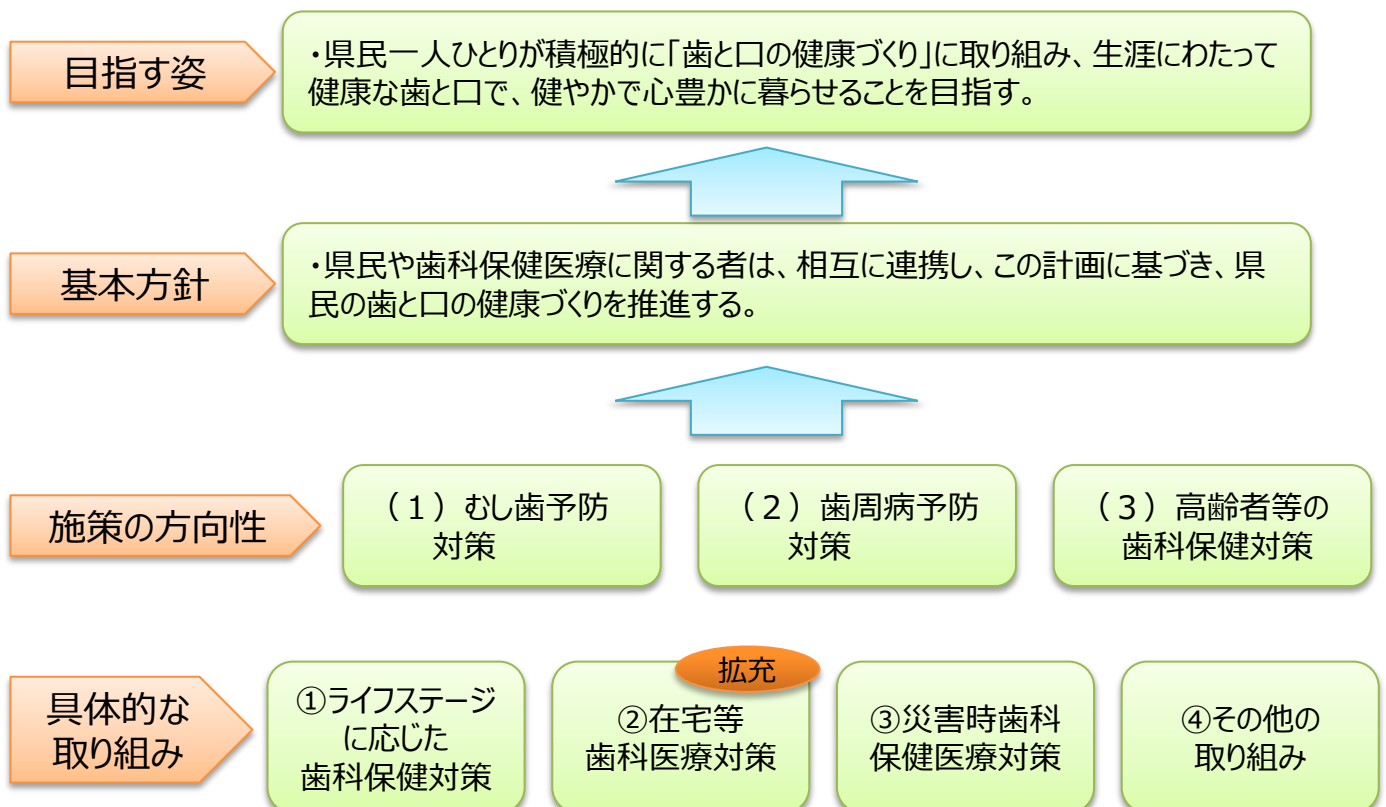 目指す姿
・県民一人ひとりが積極的に「歯と口の健康づくり」に取り組み、生涯にわたって
健康な歯と口で、健やかで心豊かに暮らせることを目指す。
基本方針
・県民や歯科保健医療に関する者は、相互に連携し、この計画に基づき、県
民の歯と口の健康づくりを推進する。
施策の方向性
（１）むし歯予防
対策
（２）歯周病予防
対策
（３）高齢者等の
歯科保健対策
具体的な
取り組み
①ライフステージ
に応じた
歯科保健対策
拡充
②在宅等
歯科医療対策
③災害時歯科
保健医療対策
④その他の
取り組み